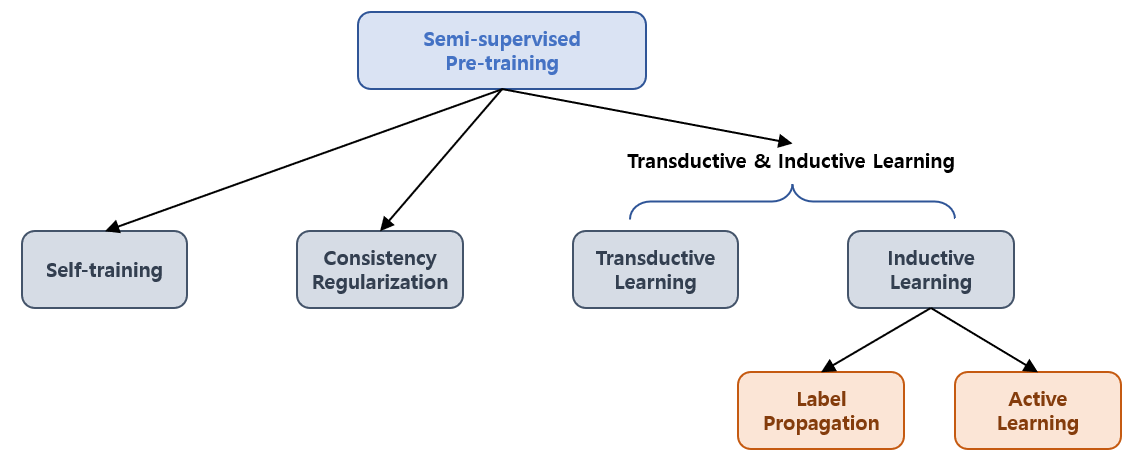 Semi-supervised
Pre-training
Transductive & Inductive Learning
Self-training
Consistency
Regularization
Transductive
Learning
Inductive
Learning
Label
Propagation
Active
Learning